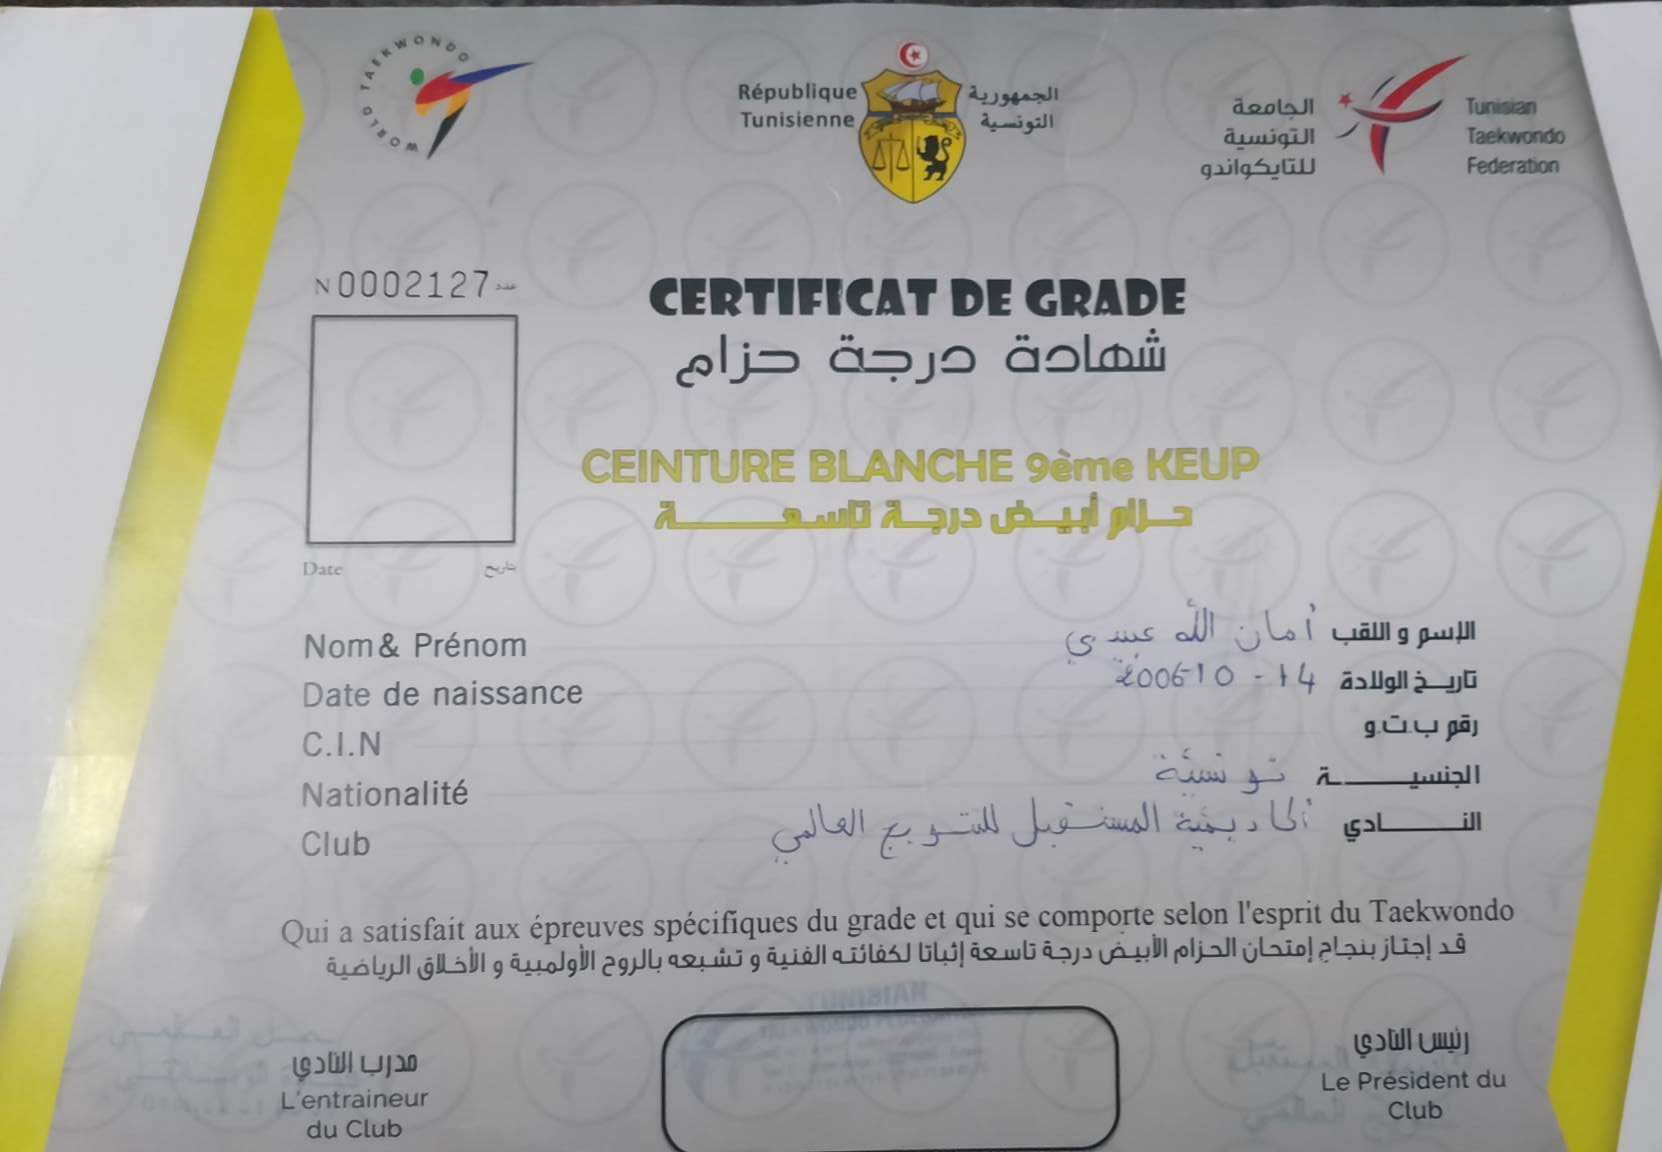 WORLD TAEKWONDO
République
Tunisienne
الجمهورية
التونسية
الجامعة
التونسية
للتايكواندو
Tunisian
Taekwondo
Federation
N 0002127 عدد
CERTIFICAT DE GRADE
شهادة درجة حزام
CEINTURE BLANCHE 9ème KEUP
حزام أبيض درجة تاسعة
Date تاريخ
Nom & Prénom أمان الله عيسي الإسم و اللقب
Date de naissance 14 - 10 2006 تاريخ الولادة
C.I.N رقم ب.ت.و
Nationalité تونسية الجنسية
Club أكاديمية المستقبل للتتويج العالمي النادي
Qui a satisfait aux épreuves spécifiques du grade et qui se comporte selon l'esprit du Taekwondo
قد إجتاز بنجاح إمتحان الحزام الأبيض درجة تاسعة إثباتا لكفائته الفنية و تشبعه بالروح الأولمبية و الأخلاق الرياضية
مدرب النادي
L'entraineur
du Club
رئيس النادي
Le Président du
Club